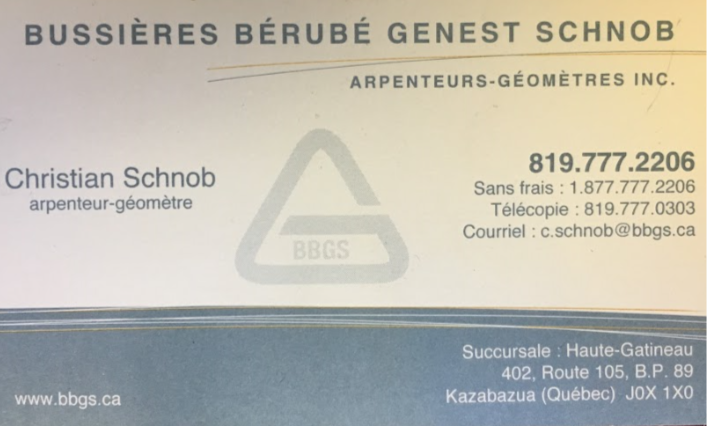 BUSSIÈRES BÉRUBÉ GENEST SCHNOB
ARPENTEURS-GÉOMÈTRES INC.
Christian Schnob
arpenteur-géomètre
BBGS
819.777.2206
Sans frais : 1.877.777.2206
Télécopie : 819.777.0303
Courriel : c.schnob@bbgs.ca
Succursale : Haute-Gatineau
402, Route 105, B.P. 89
Kazabazua (Québec) J0X 1X0
www.bbgs.ca